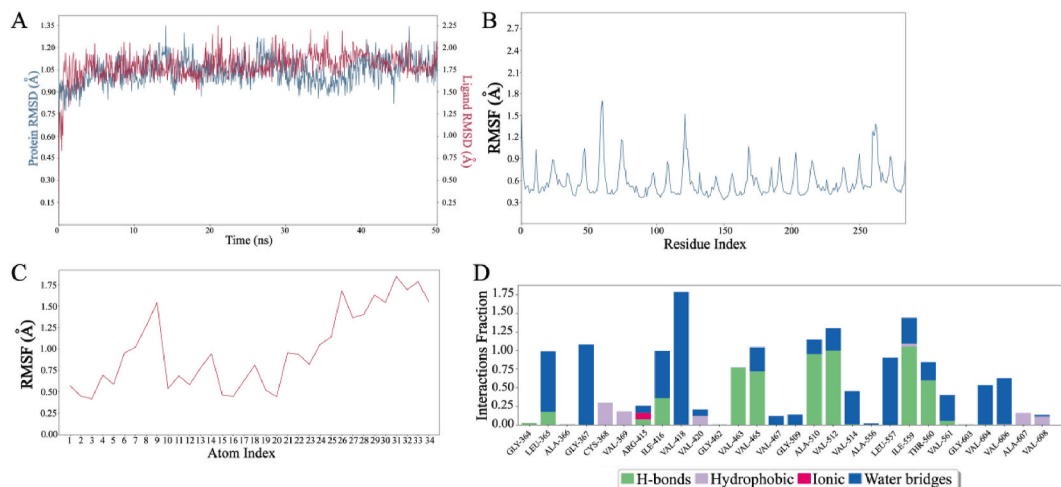 A
1.35
1.20
1.05
0.90
0.75
0.60
0.45
0.30
0.15
Protein RMSD (Å)
2.25
2.00
1.75
1.50
1.25
1.00
0.75
0.50
0.25
Ligand RMSD (Å)
0 10 20 30 40 50
Time (ns)
B
2.7
2.4
2.1
1.8
1.5
1.2
0.9
0.6
0.3
RMSF (Å)
0 50 100 150 200 250
Residue Index
C
1.75
1.50
1.25
1.00
0.75
0.50
0.25
0.00
RMSF (Å)
1 2 3 4 5 6 7 8 9 10 11 12 13 14 15 16 17 18 19 20 21 22 23 24 25 26 27 28 29 30 31 32 33 34
Atom Index
D
1.75
1.50
1.25
1.00
0.75
0.50
0.25
0.00
Interactions Fraction
GLY-364
LEU-365
ALA-366
GLY-367
CYS-368
VAL-369
ARG-415
ILE-416
VAL-418
VAL-420
GLY-462
VAL-463
VAL-465
VAL-467
GLY-509
ALA-510
VAL-512
VAL-514
ALA-556
LEU-557
ILE-559
THR-560
VAL-561
GLY-603
VAL-604
VAL-606
ALA-607
VAL-608
H-bonds Hydrophobic Ionic Water bridges